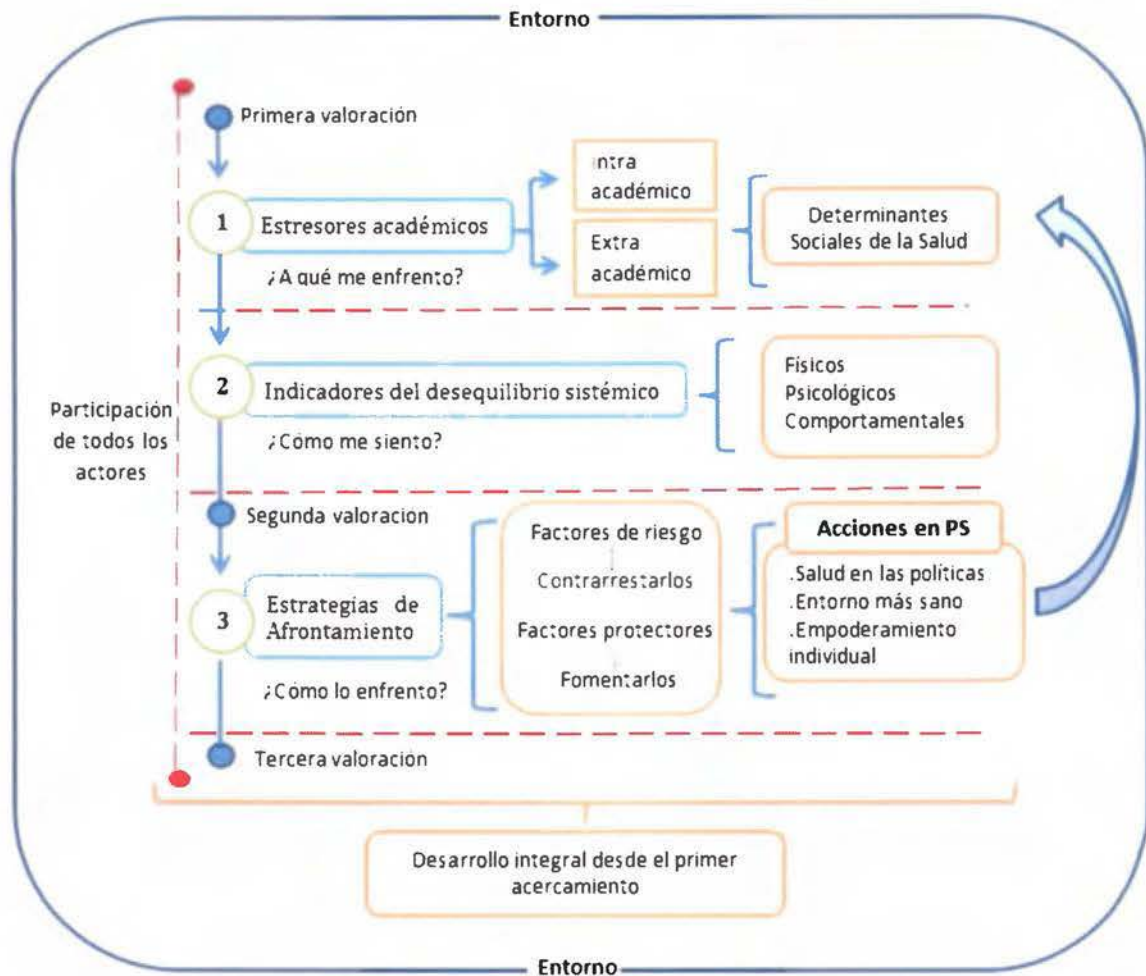 Entorno
Primera valoración
Intra
académico
1
Estresores académicos
Determinantes
Sociales de la Salud
Extra
académico
¿A qué me enfrento?
2
Indicadores del desequilibrio sistémico
Físicos
Psicológicos
Comportamentales
¿Cómo me siento?
Participación
de todos los
actores
Segunda valoración
3
Estrategias de
Afrontamiento
¿Cómo lo enfrento?
Factores de riesgo
Contrarrestarlos
Factores protectores
Fomentarlos
Acciones en PS
.Salud en las políticas
.Entorno más sano
.Empoderamiento
individual
Tercera valoración
Desarrollo integral desde el primer
acercamiento
Entorno